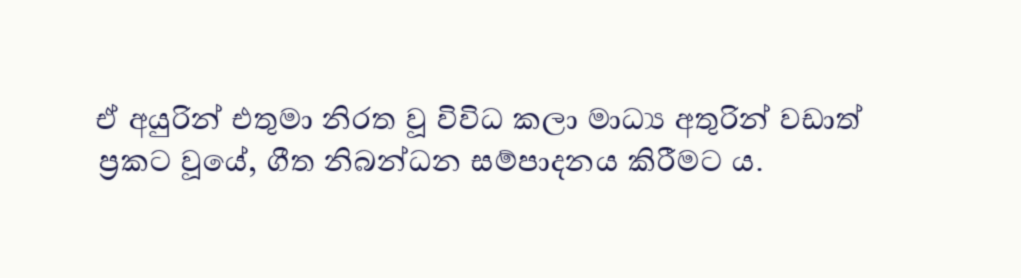 ඒ අයුරින් එතුමා නිරත වූ විවිධ කලා මාධ්‍ය අතුරින් වඩාත්
ප්‍රකට වූයේ, ගීත නිබන්ධන සම්පාදනය කිරීමට ය.